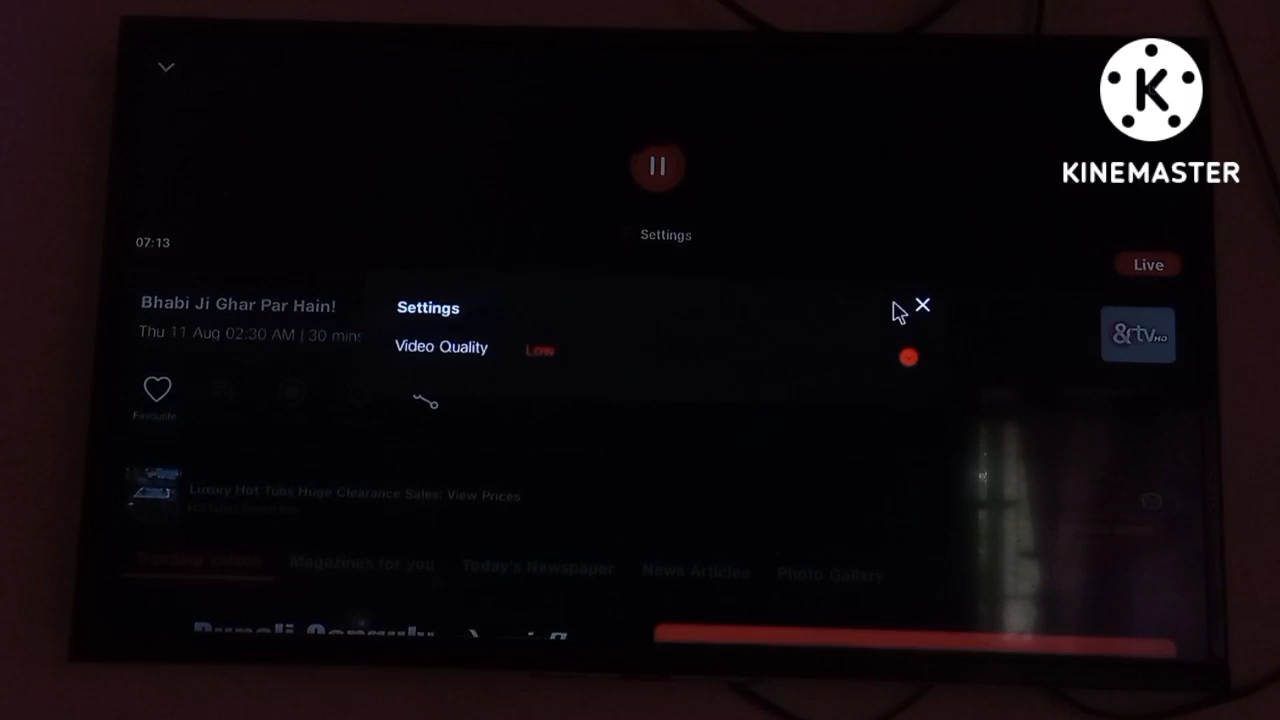 KINEMASTER
Settings
07:13
Live
Bhabi Ji Ghar Par Hain!
Thu 11 Aug 02:30 AM | 30 mins
Settings
Video Quality Low
&tv HD
Favourite
Luxury Hot Tubs Huge Clearance Sales! View Prices
Trending Videos
Magazines for you
Today's Newspaper
News Articles
Photo Gallery